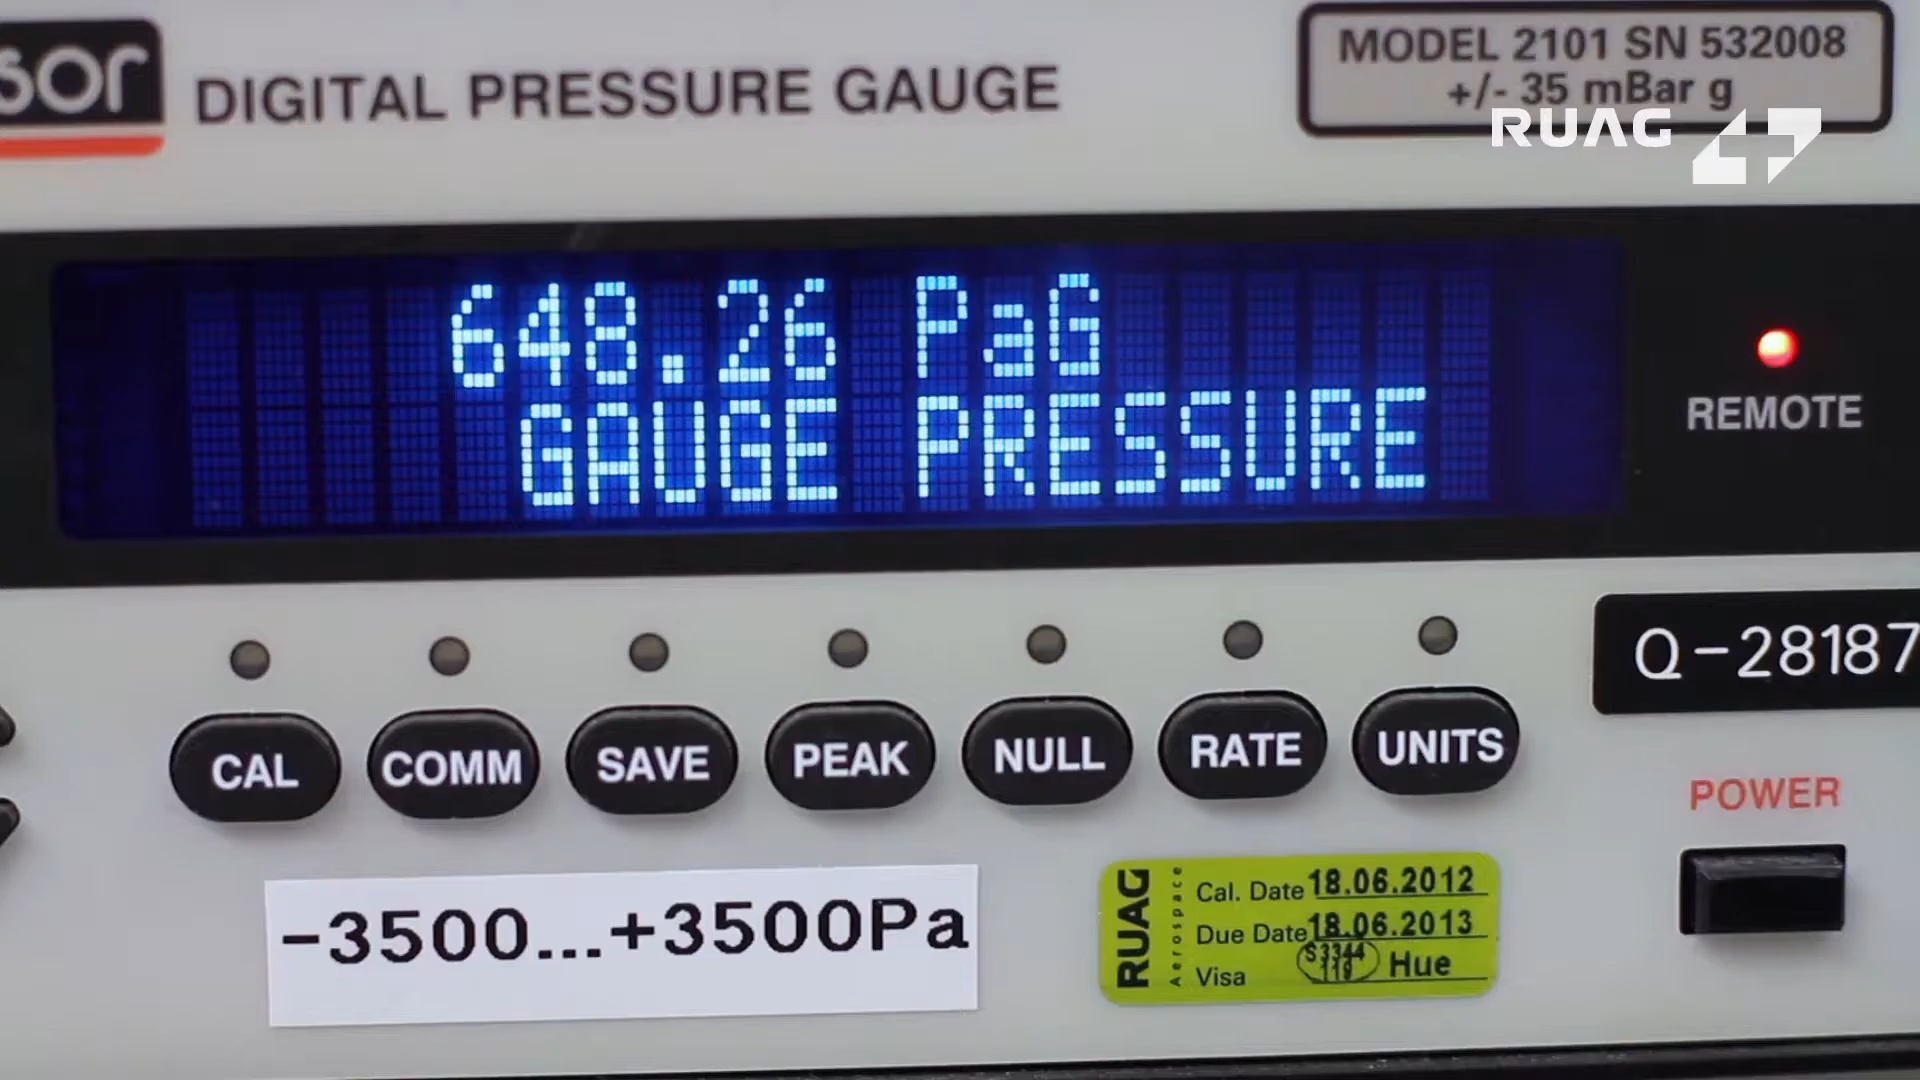 sor
DIGITAL PRESSURE GAUGE
MODEL 2101 SN 532008
+/- 35 mBar g
RUAG
648.26 PaG
GAUGE PRESSURE
REMOTE
Q-28187
CAL COMM SAVE PEAK NULL RATE UNITS
POWER
-3500...+3500Pa
RUAG Aerospace
Cal. Date 18.06.2012
Due Date 18.06.2013
Visa Hue